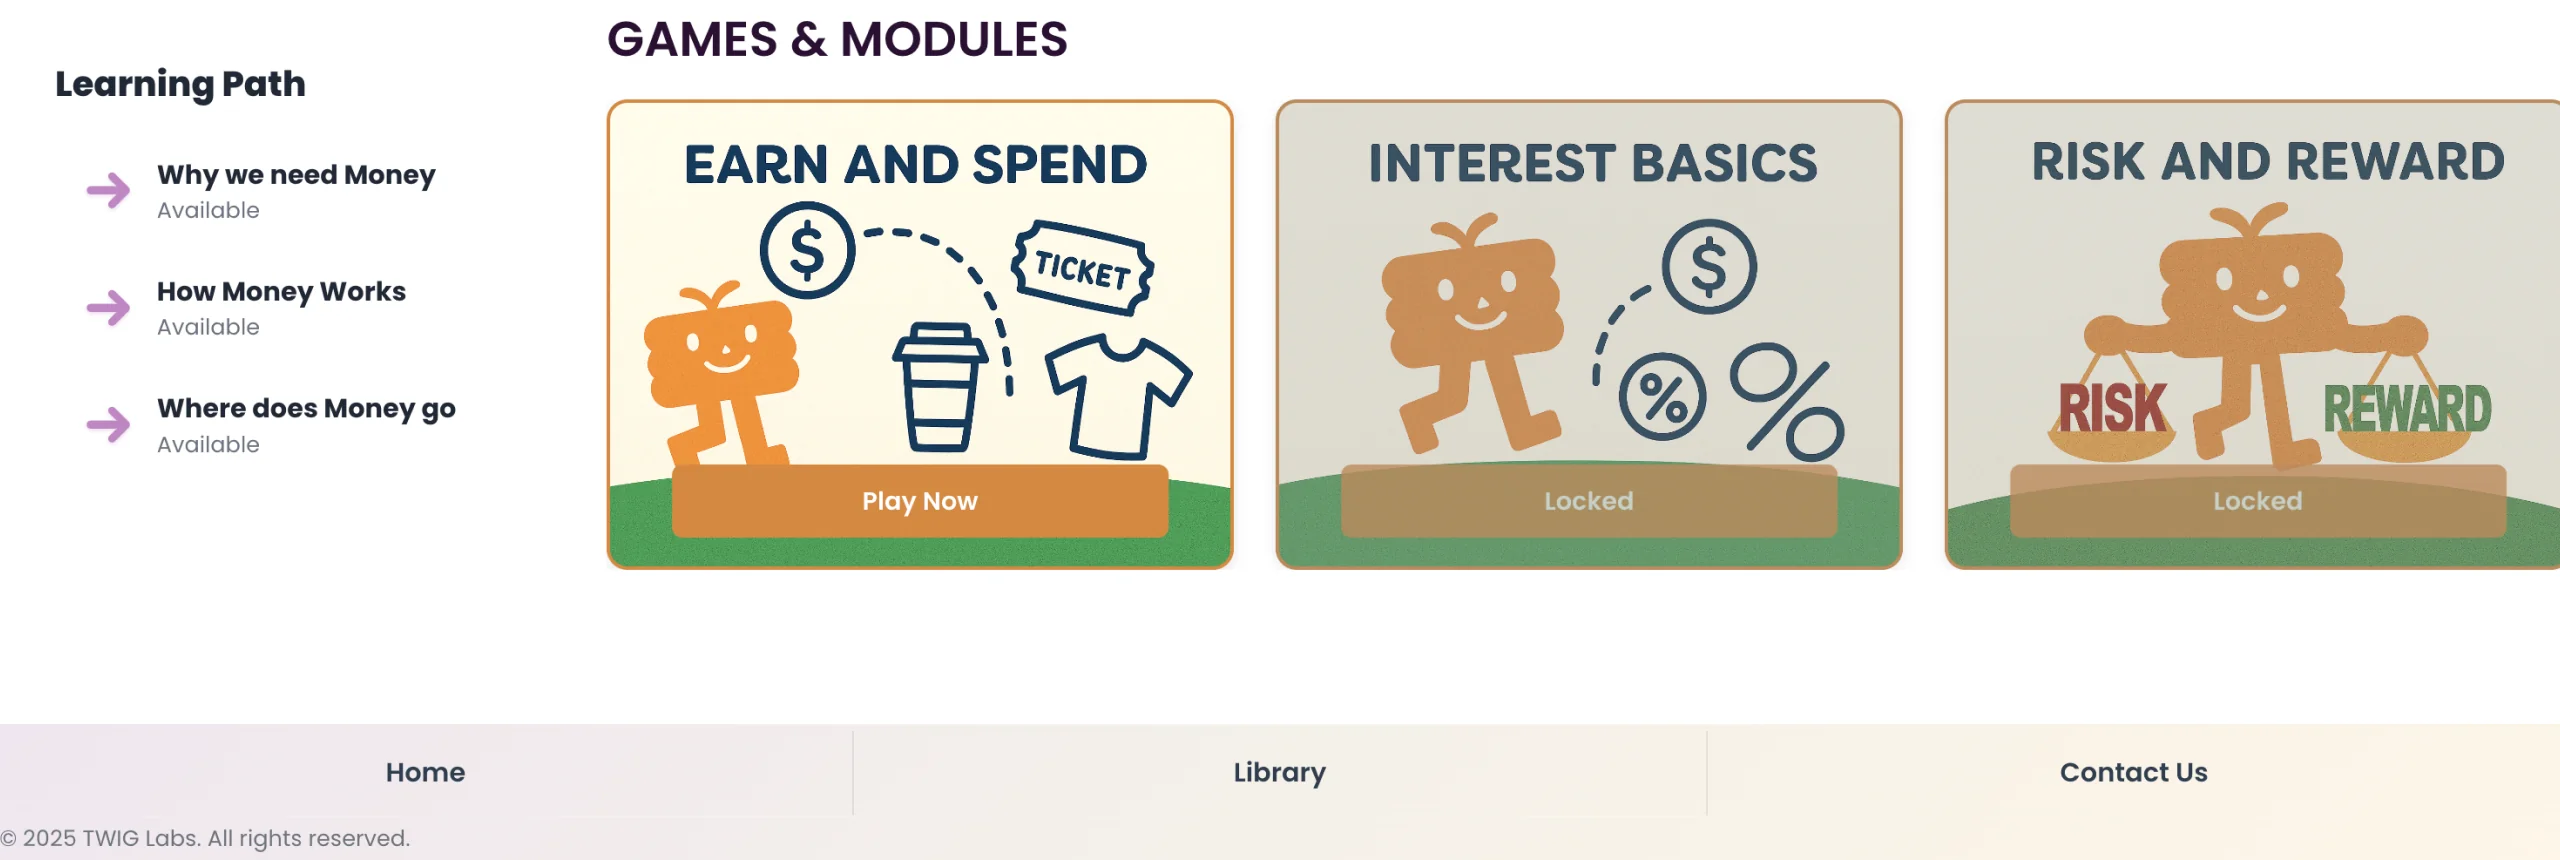 GAMES & MODULES
Learning Path
Why we need Money
Available
How Money Works
Available
Where does Money go
Available
EARN AND SPEND
$
TICKET
Play Now
INTEREST BASICS
$
%
%
Locked
RISK AND REWARD
RISK
REWARD
Locked
Home
Library
Contact Us
© 2025 TWIG Labs. All rights reserved.